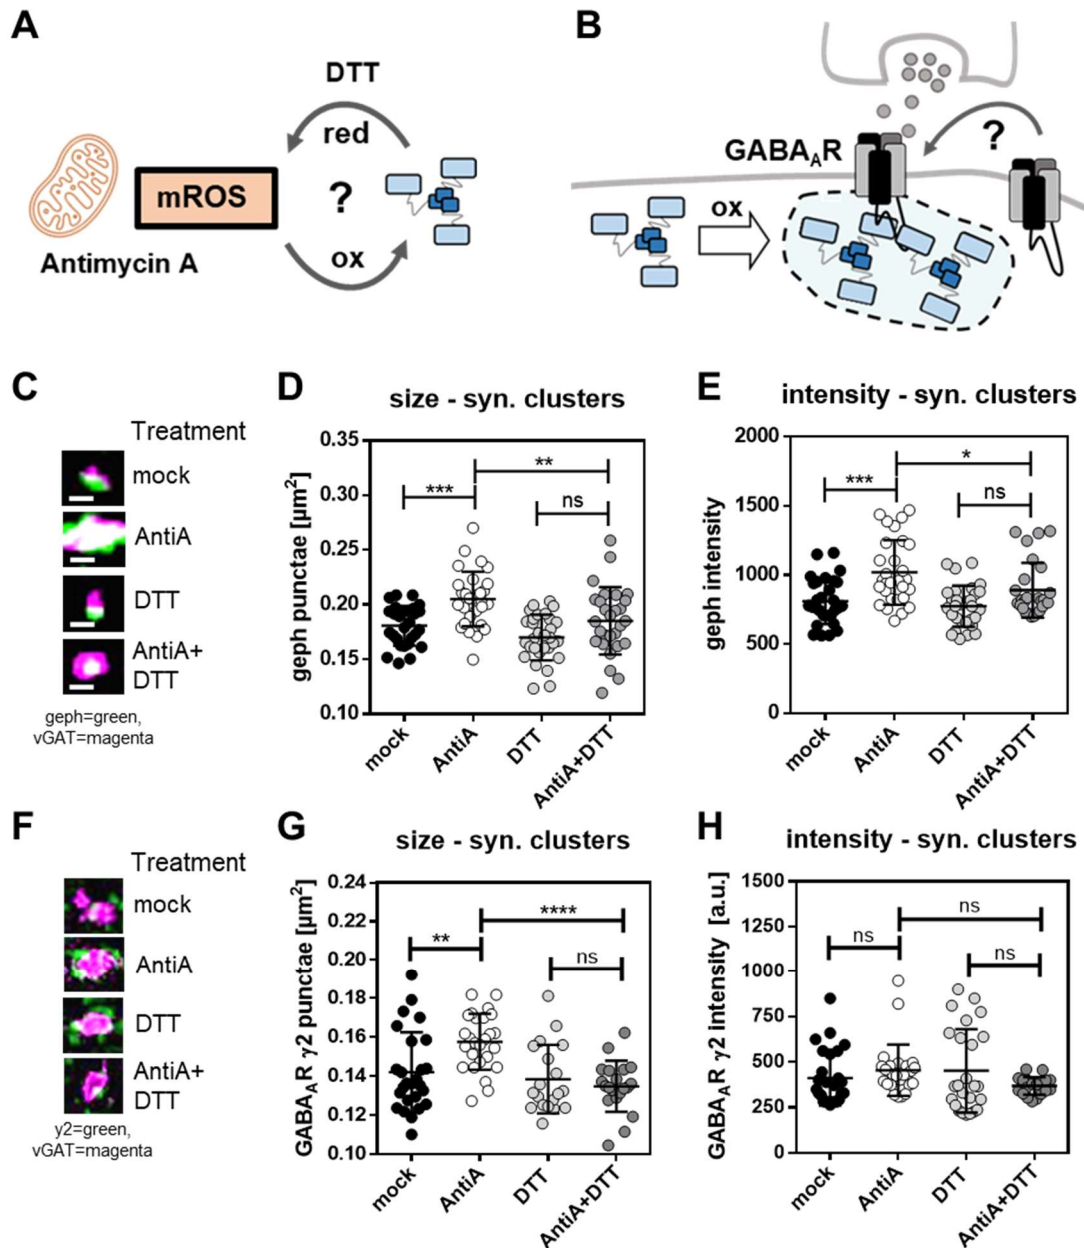 A
DTT
red
mROS
?
ox
Antimycin A
B
GABA_AR
?
ox
C
Treatment
mock
AntiA
DTT
AntiA+
DTT
geph=green,
vGAT=magenta
D
size - syn. clusters
geph punctae [µm²]
0.35
0.30
0.25
0.20
0.15
0.10
**
***
ns
mock
AntiA
DTT
AntiA+DTT
E
intensity - syn. clusters
geph intensity
2000
1500
1000
500
0
*
***
ns
mock
AntiA
DTT
AntiA+DTT
F
Treatment
mock
AntiA
DTT
AntiA+
DTT
y2=green,
vGAT=magenta
G
size - syn. clusters
GABA_AR γ2 punctae [µm²]
0.24
0.22
0.20
0.18
0.16
0.14
0.12
0.10
****
**
ns
mock
AntiA
DTT
AntiA+DTT
H
intensity - syn. clusters
GABA_AR γ2 intensity [a.u.]
1500
1250
1000
750
500
250
0
ns
ns
ns
mock
AntiA
DTT
AntiA+DTT